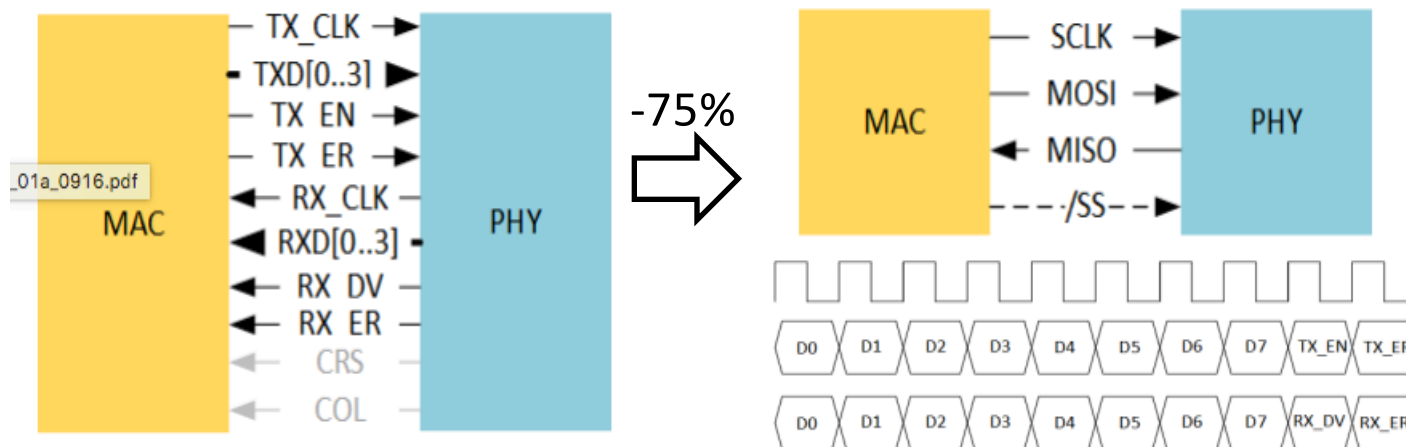 TX_CLK
TXD[0..3]
TX EN
TX ER
_01a_0916.pdf
RX_CLK
MAC
PHY
RXD[0..3]
RX DV
RX ER
CRS
COL
-75%
SCLK
MOSI
MAC
PHY
MISO
/SS
D0 D1 D2 D3 D4 D5 D6 D7 TX_EN TX_ER
D0 D1 D2 D3 D4 D5 D6 D7 RX_DV RX_ER